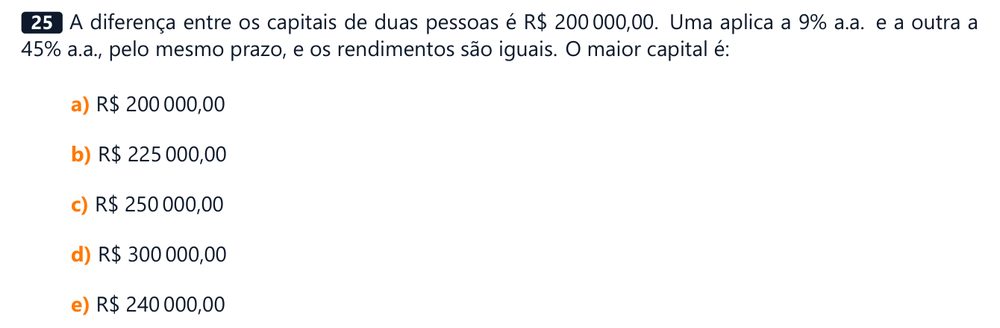 25 A diferença entre os capitais de duas pessoas é R$ 200 000,00. Uma aplica a 9% a.a. e a outra a
45% a.a., pelo mesmo prazo, e os rendimentos são iguais. O maior capital é:
a) R$ 200 000,00
b) R$ 225 000,00
c) R$ 250 000,00
d) R$ 300 000,00
e) R$ 240 000,00